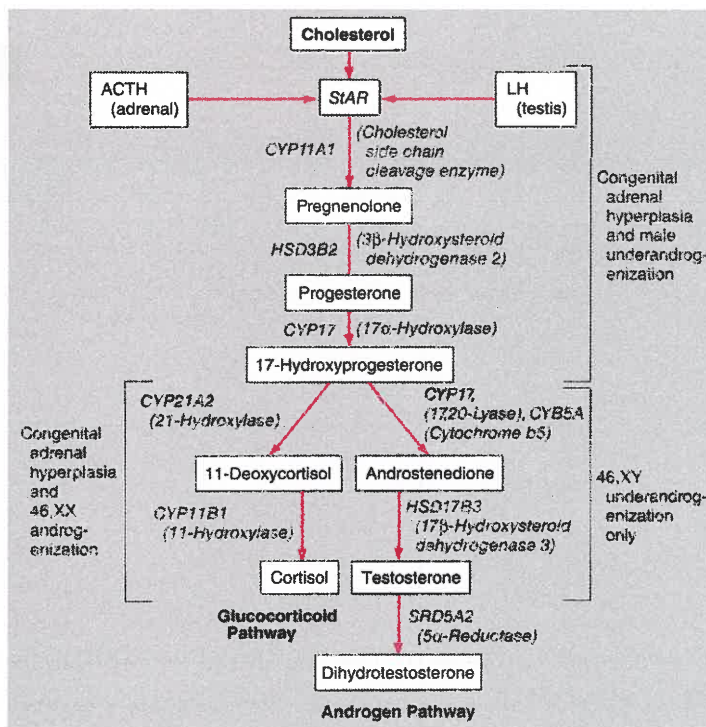 Cholesterol
ACTH
(adrenal)
StAR
LH
(testis)
CYP11A1
(Cholesterol
side chain
cleavage enzyme)
Pregnenolone
HSD3B2
(3β-Hydroxysteroid
dehydrogenase 2)
Progesterone
CYP17
(17α-Hydroxylase)
17-Hydroxyprogesterone
Congenital
adrenal
hyperplasia
and male
underandrog-
enization
CYP21A2
(21-Hydroxylase)
CYP17,
(17,20-Lyase), CYB5A
(Cytochrome b5)
Congenital
adrenal
hyperplasia
and
46,XX
androg-
enization
11-Deoxycortisol
Androstenedione
CYP11B1
(11-Hydroxylase)
HSD17B3
(17β-Hydroxysteroid
dehydrogenase 3)
46,XY
underandrog-
enization
only
Cortisol
Testosterone
Glucocorticoid
Pathway
SRD5A2
(5α-Reductase)
Dihydrotestosterone
Androgen Pathway